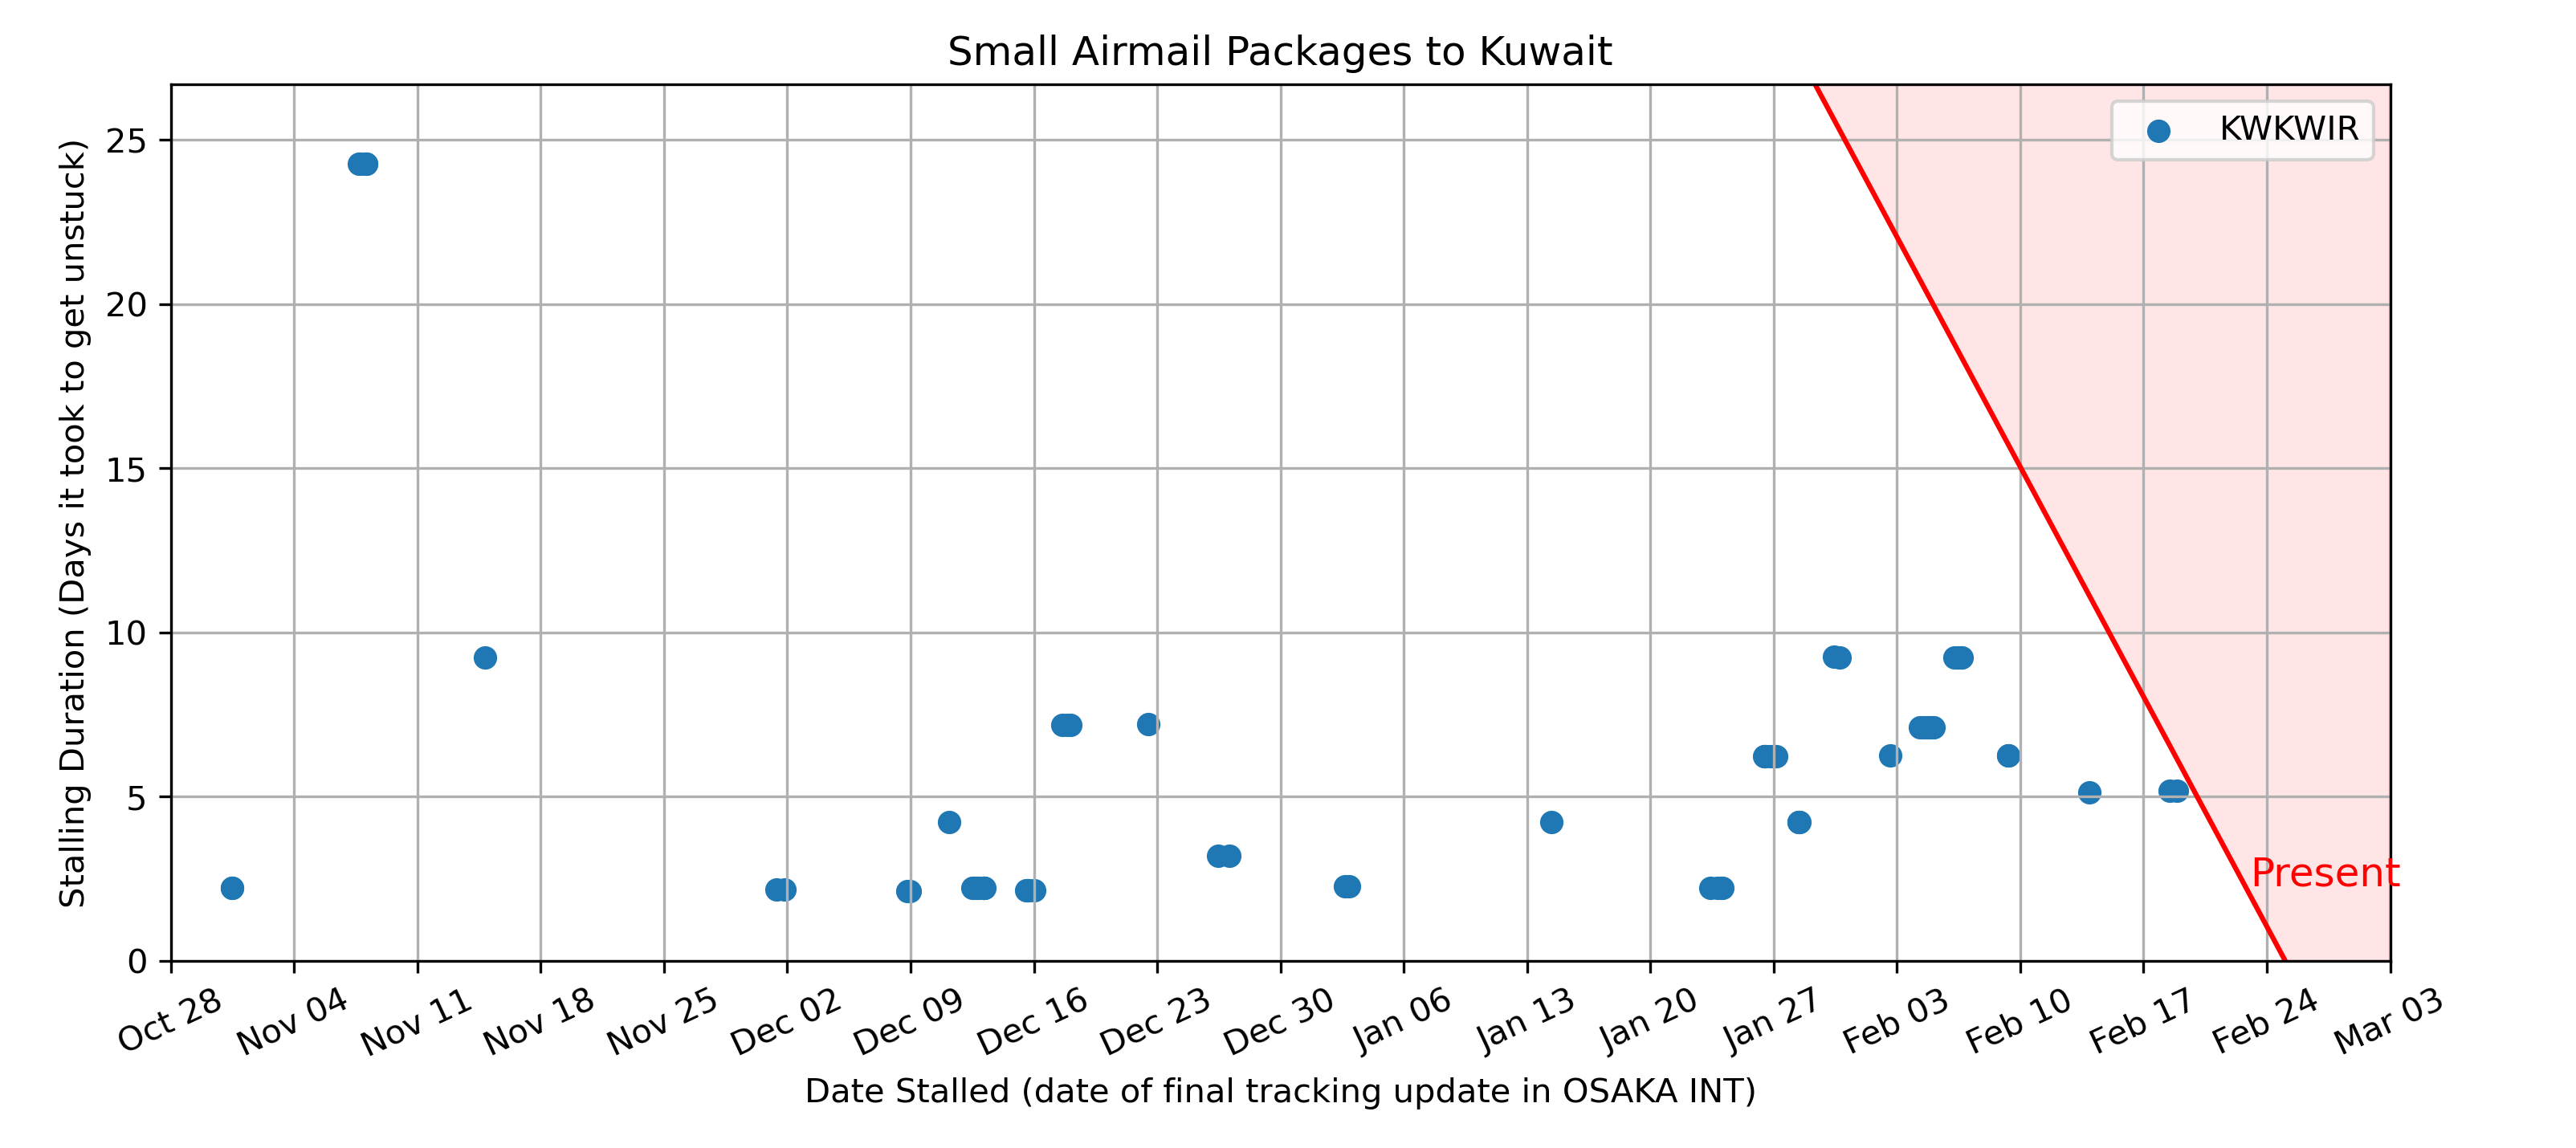 Small Airmail Packages to Kuwait
KWKWIR
Stalling Duration (Days it took to get unstuck)
25
20
15
10
5
0
Present
Oct 28
Nov 04
Nov 11
Nov 18
Nov 25
Dec 02
Dec 09
Dec 16
Dec 23
Dec 30
Jan 06
Jan 13
Jan 20
Jan 27
Feb 03
Feb 10
Feb 17
Feb 24
Mar 03
Date Stalled (date of final tracking update in OSAKA INT)